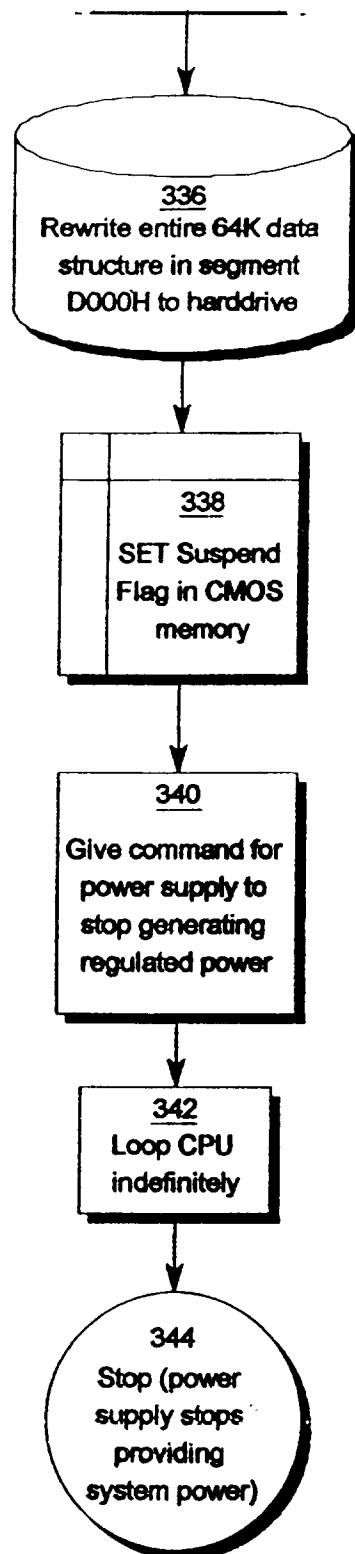 336
Rewrite entire 64K data
structure in segment
D000H to harddrive
338
SET Suspend
Flag in CMOS
memory
340
Give command for
power supply to
stop generating
regulated power
342
Loop CPU
indefinitely
344
Stop (power
supply stops
providing
system power)